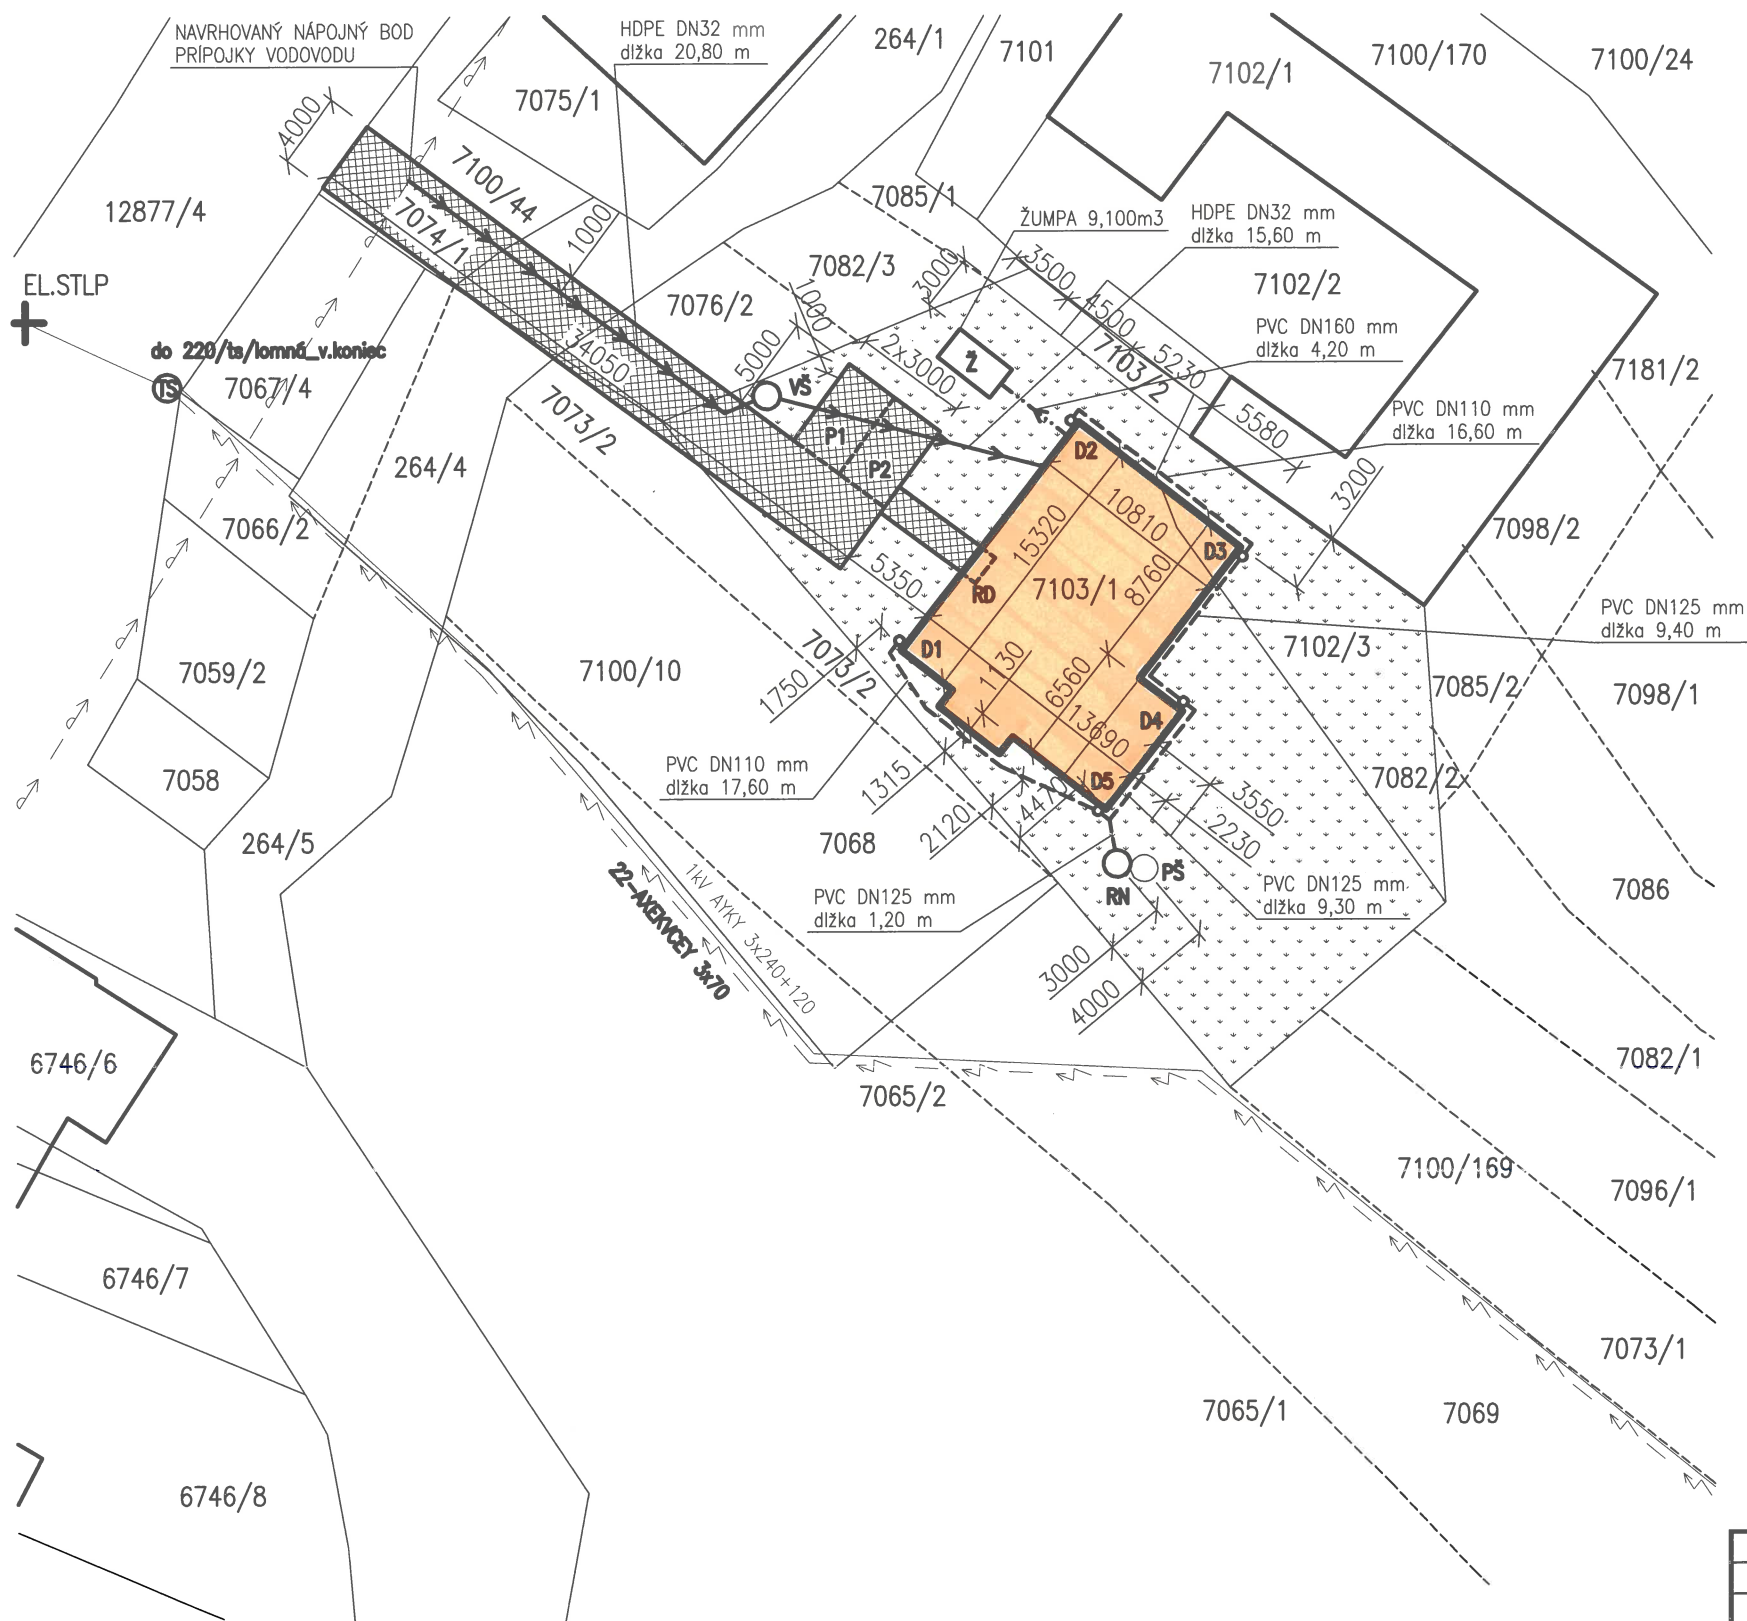 NAVRHOVANÝ NÁPOJNÝ BOD
PRÍPOJKY VODOVODU
HDPE DN32 mm
dĺžka 20,80 m
264/1
7101
7102/1
7100/170
7100/24
7075/1
4000
7100/44
7074/1
1000
12877/4
7085/1
ŽUMPA 9,100m3
HDPE DN32 mm
dĺžka 15,60 m
7082/3
3000
3500
7102/2
EL.STLP
7076/2
1000
4500
PVC DN160 mm
dĺžka 4,20 m
do 220/ts/lomná_v.koniec
TS
7067/4
34050
5000
VŠ
2x3000
Ž
7103/2
5230
7181/2
7073/2
P1
P2
D2
5580
PVC DN110 mm
dĺžka 16,60 m
264/4
3200
7066/2
10810
15320
D3
7098/2
5350
RD
7103/1
8760
PVC DN125 mm
dĺžka 9,40 m
7059/2
7100/10
7073/2
D1
1130
6560
7102/3
7085/2
7098/1
1750
13690
D4
7058
PVC DN110 mm
dĺžka 17,60 m
1315
D5
7082/2
264/5
7068
2120
4470
3550
2230
22-AXEKVCEY 3x70
1kV AYKY 3x240+120
RN
PŠ
PVC DN125 mm
dĺžka 1,20 m
PVC DN125 mm
dĺžka 9,30 m
7086
3000
4000
6746/6
7065/2
7082/1
7100/169
7096/1
6746/7
7073/1
7065/1
7069
6746/8